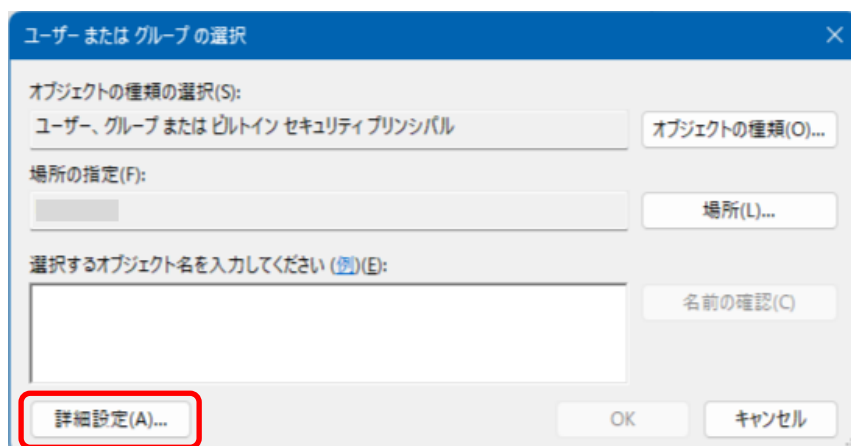 ユーザー または グループ の選択
オブジェクトの種類の選択(S):
ユーザー、グループ または ビルトイン セキュリティ プリンシパル
オブジェクトの種類(O)...
場所の指定(F):
場所(L)...
選択するオブジェクト名を入力してください (例)(E):
名前の確認(C)
詳細設定(A)...
OK
キャンセル